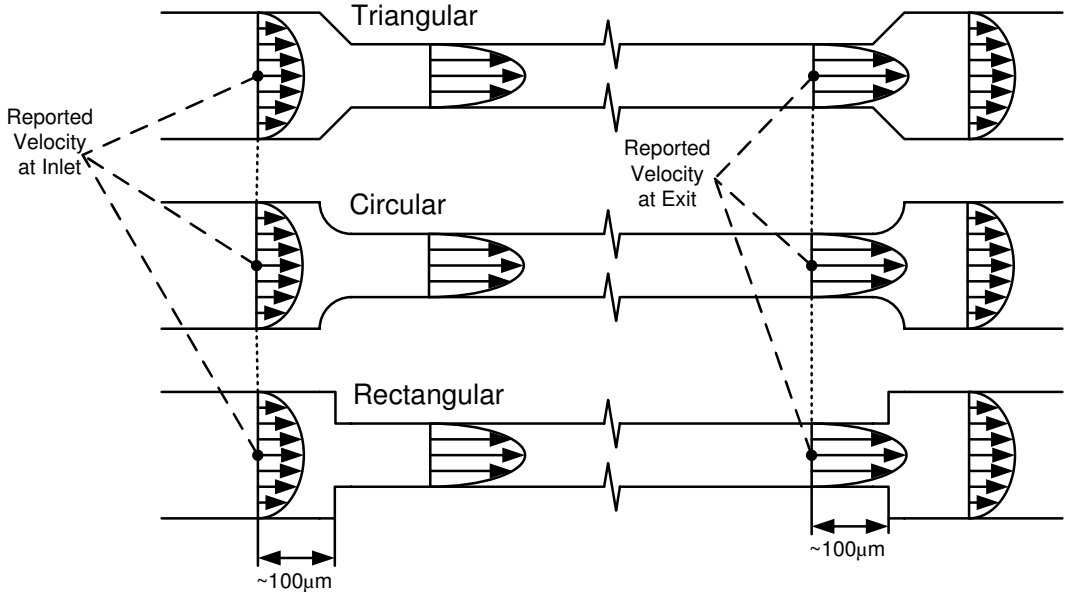 Triangular
Reported
Velocity
at Inlet
Reported
Velocity
at Exit
Circular
Rectangular
~100μm
~100μm